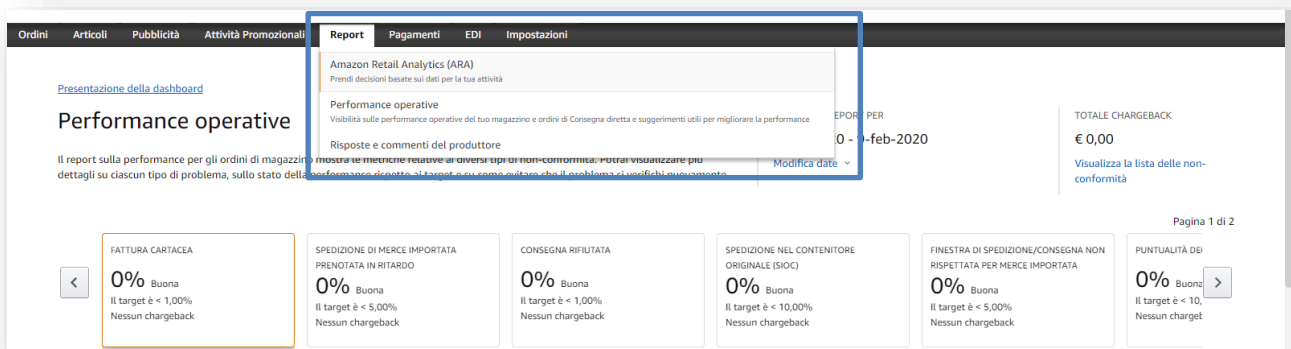 Ordini Articoli Pubblicità Attività Promozionali Report Pagamenti EDI Impostazioni
Amazon Retail Analytics (ARA)
Prendi decisioni basate sui dati per la tua attività
Performance operative
Visibilità sulle performance operative del tuo magazzino e ordini di Consegna diretta e suggerimenti utili per migliorare la performance
Risposte e commenti del produttore
Presentazione della dashboard
Performance operative
Il report sulla performance per gli ordini di magazzino mostra le metriche relative ai diversi tipi di non-conformità. Potrai visualizzare più
dettagli su ciascun tipo di problema, sullo stato della performance rispetto ai target e su come evitare che il problema si verifichi nuovamente
PER
-feb-2020
Modifica date
TOTALE CHARGEBACK
€ 0,00
Visualizza la lista delle non-
conformità
Pagina 1 di 2
FATTURA CARTACEA
0% Buona
Il target è < 1,00%
Nessun chargeback
SPEDIZIONE DI MERCE IMPORTATA
PRENOTATA IN RITARDO
0% Buona
Il target è < 5,00%
Nessun chargeback
CONSEGNA RIFIUTATA
0% Buona
Il target è < 1,00%
Nessun chargeback
SPEDIZIONE NEL CONTENITORE
ORIGINALE (SIOC)
0% Buona
Il target è < 10,00%
Nessun chargeback
FINESTRA DI SPEDIZIONE/CONSEGNA NON
RISPETTATA PER MERCE IMPORTATA
0% Buona
Il target è < 5,00%
Nessun chargeback
PUNTUALITÀ
0% Buona
Il target è < 10,
Nessun